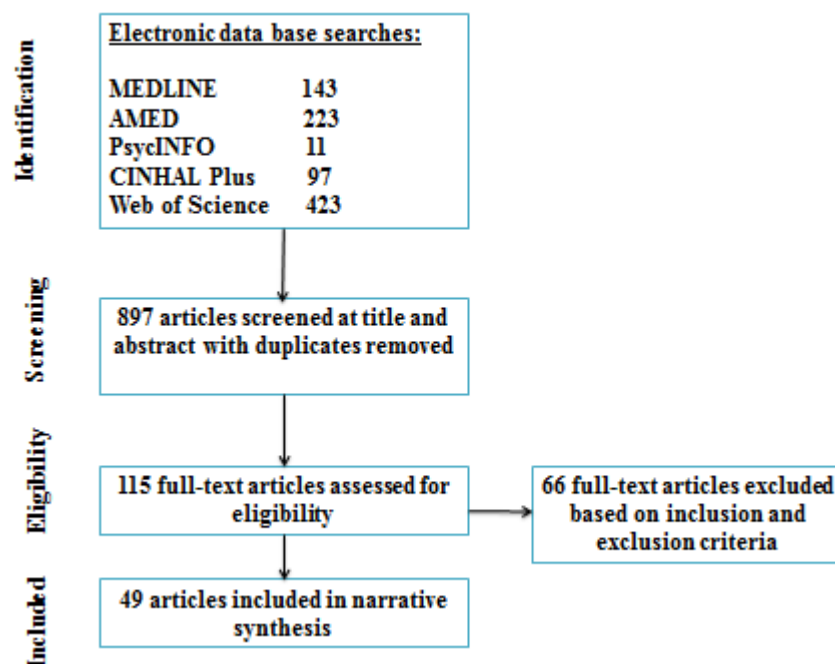 Identification
Electronic data base searches:
MEDLINE 143
AMED 223
PsycINFO 11
CINHAL Plus 97
Web of Science 423
Screening
897 articles screened at title and
abstract with duplicates removed
Eligibility
115 full-text articles assessed for
eligibility
66 full-text articles excluded
based on inclusion and
exclusion criteria
Included
49 articles included in narrative
synthesis